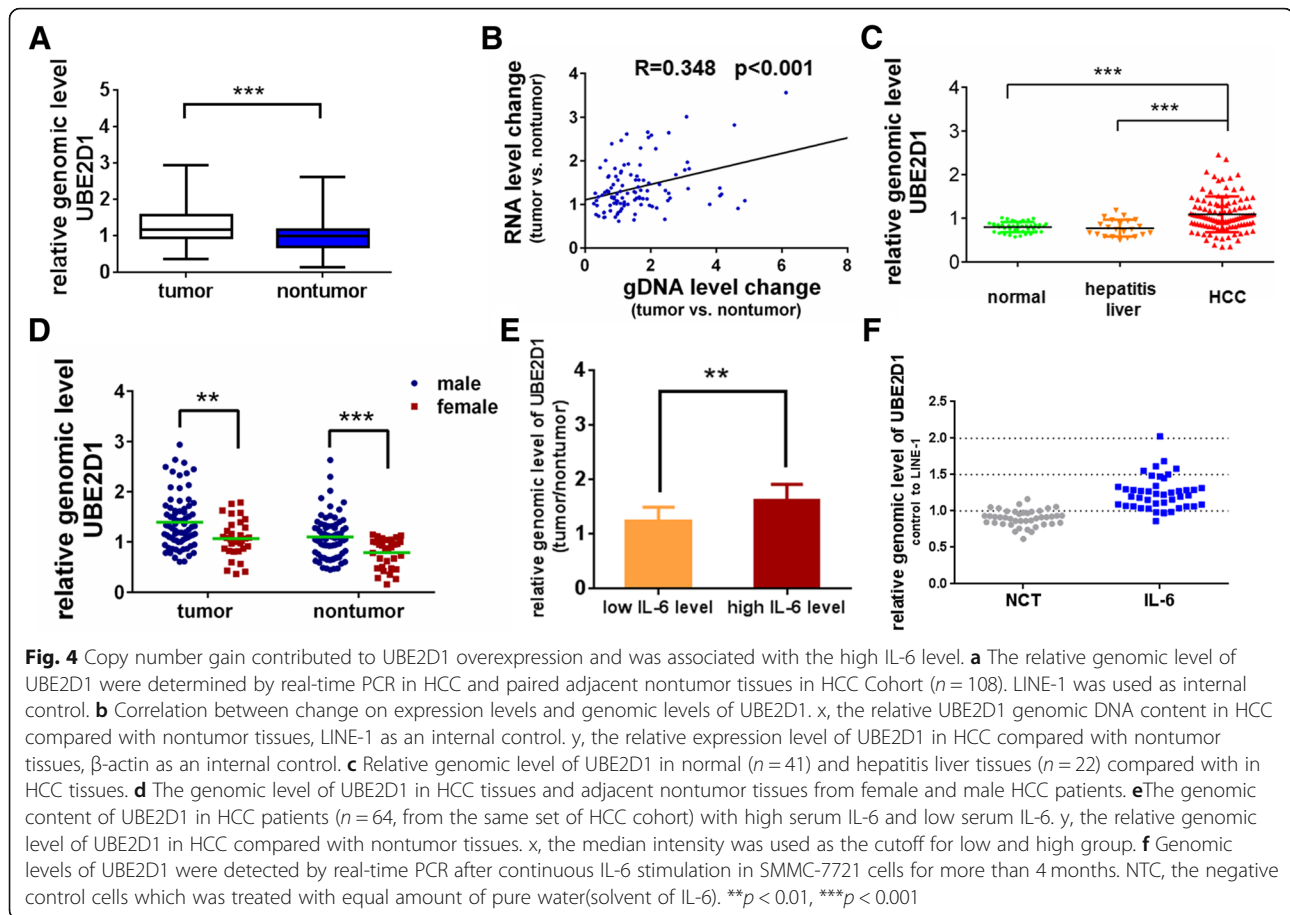 A
***
relative genomic level
UBE2D1
5
4
3
2
1
0
tumor
nontumor
B
R=0.348 p<0.001
RNA level change
(tumor vs. nontumor)
4
3
2
1
0
0
2
4
6
8
gDNA level change
(tumor vs. nontumor)
C
***
***
relative genomic level
UBE2D1
4
3
2
1
0
normal
hepatitis
liver
HCC
D
relative genomic level
UBE2D1
4
3
2
1
0
**
***
male
female
tumor
nontumor
E
relative genomic level of UBE2D1
(tumor/nontumor)
4
3
2
1
0
**
low IL-6 level
high IL-6 level
F
relative genomic level of UBE2D1
control to LINE-1
2.5
2.0
1.5
1.0
0.5
0.0
NCT
IL-6
Fig. 4 Copy number gain contributed to UBE2D1 overexpression and was associated with the high IL-6 level. a The relative genomic level of
UBE2D1 were determined by real-time PCR in HCC and paired adjacent nontumor tissues in HCC Cohort (n = 108). LINE-1 was used as internal
control. b Correlation between change on expression levels and genomic levels of UBE2D1. x, the relative UBE2D1 genomic DNA content in HCC
compared with nontumor tissues, LINE-1 as an internal control. y, the relative expression level of UBE2D1 in HCC compared with nontumor
tissues, β-actin as an internal control. c Relative genomic level of UBE2D1 in normal (n = 41) and hepatitis liver tissues (n = 22) compared with in
HCC tissues. d The genomic level of UBE2D1 in HCC tissues and adjacent nontumor tissues from female and male HCC patients. eThe genomic
content of UBE2D1 in HCC patients (n = 64, from the same set of HCC cohort) with high serum IL-6 and low serum IL-6. y, the relative genomic
level of UBE2D1 in HCC compared with nontumor tissues. x, the median intensity was used as the cutoff for low and high group. f Genomic
levels of UBE2D1 were detected by real-time PCR after continuous IL-6 stimulation in SMMC-7721 cells for more than 4 months. NTC, the negative
control cells which was treated with equal amount of pure water(solvent of IL-6). **p < 0.01, ***p < 0.001